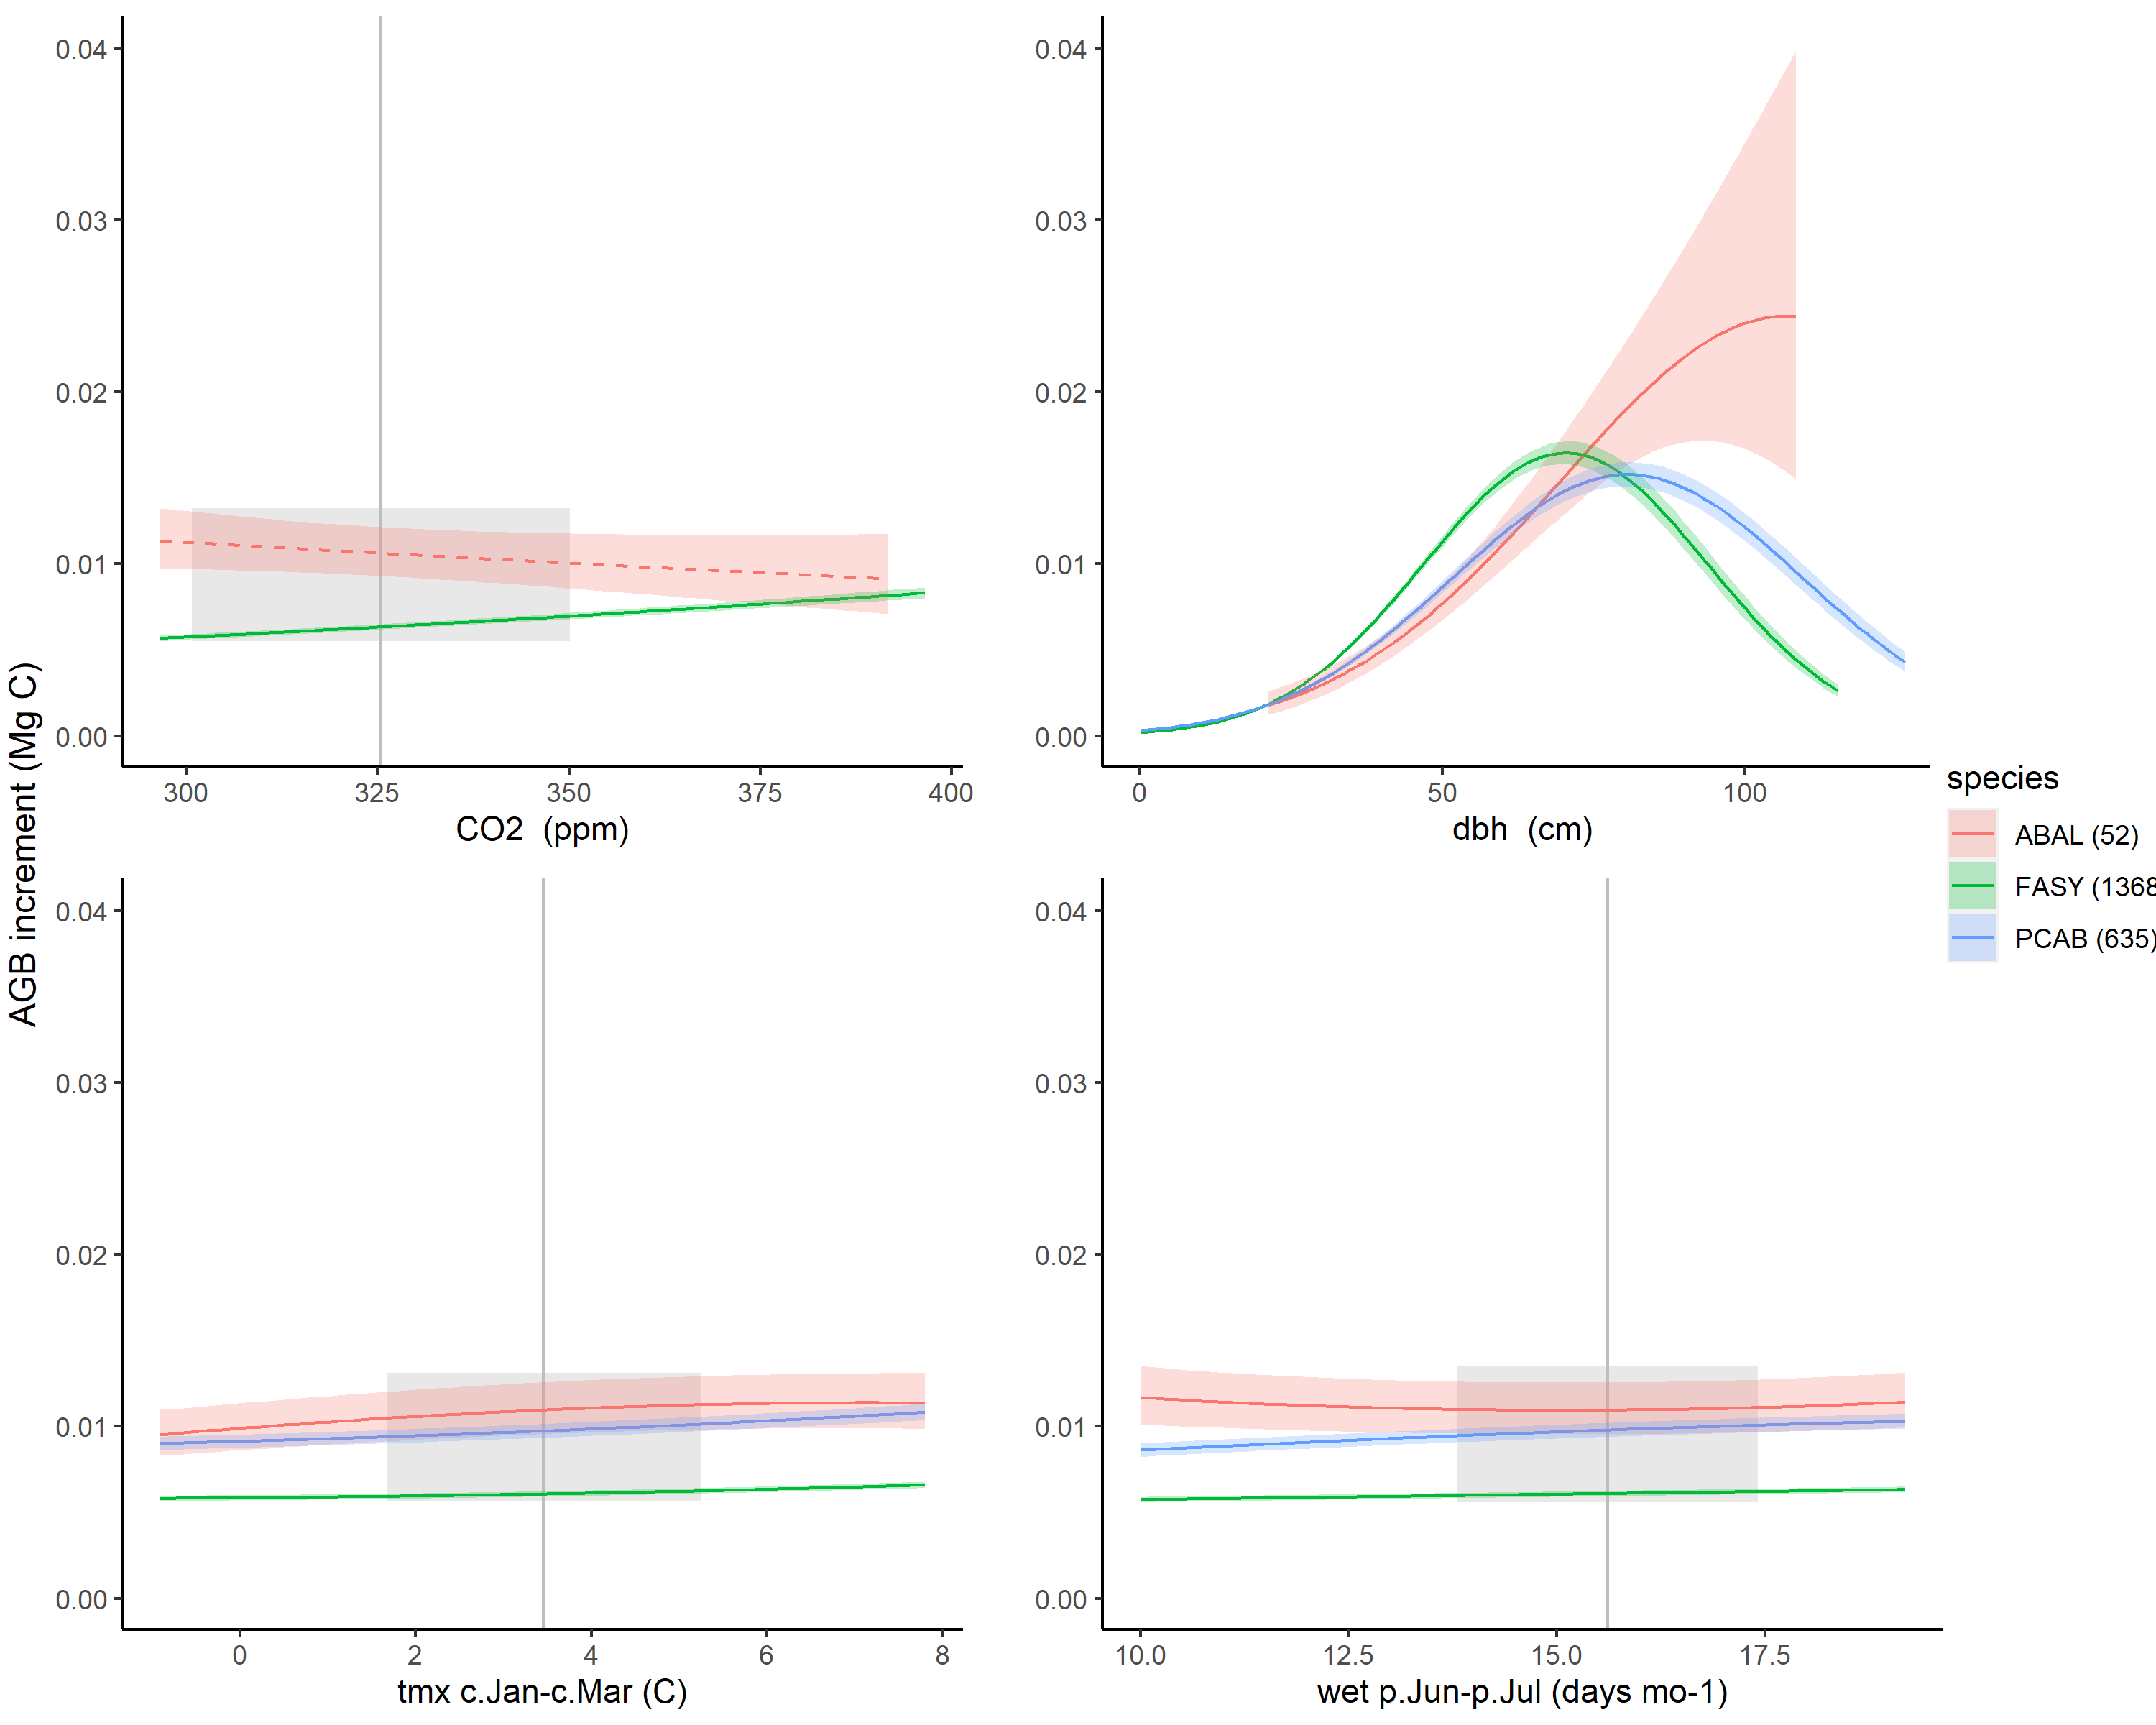 AGB increment (Mg C)
0.04
0.03
0.02
0.01
0.00
300 325 350 375 400
CO2 (ppm)
0.04
0.03
0.02
0.01
0.00
0 50 100
dbh (cm)
species
ABAL (52)
FASY (1368
PCAB (635)
0.04
0.03
0.02
0.01
0.00
0 2 4 6 8
tmx c.Jan-c.Mar (C)
0.04
0.03
0.02
0.01
0.00
10.0 12.5 15.0 17.5
wet p.Jun-p.Jul (days mo-1)